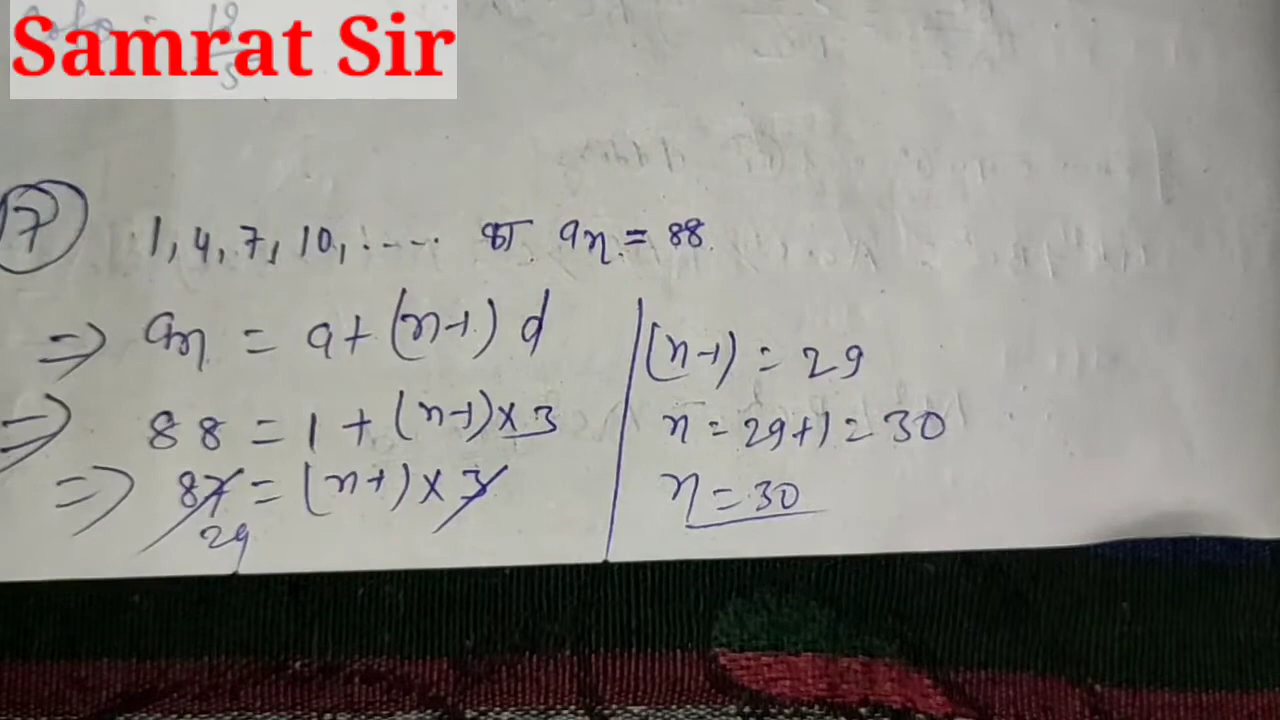 Samrat Sir
7 1, 4, 7, 10, ..... का an = 88.
⇒ an = a + (n-1) d
⇒ 88 = 1 + (n-1) × 3
⇒ 87 = (n-1) × 3
29
(n-1) = 29
n = 29+1 = 30
n = 30